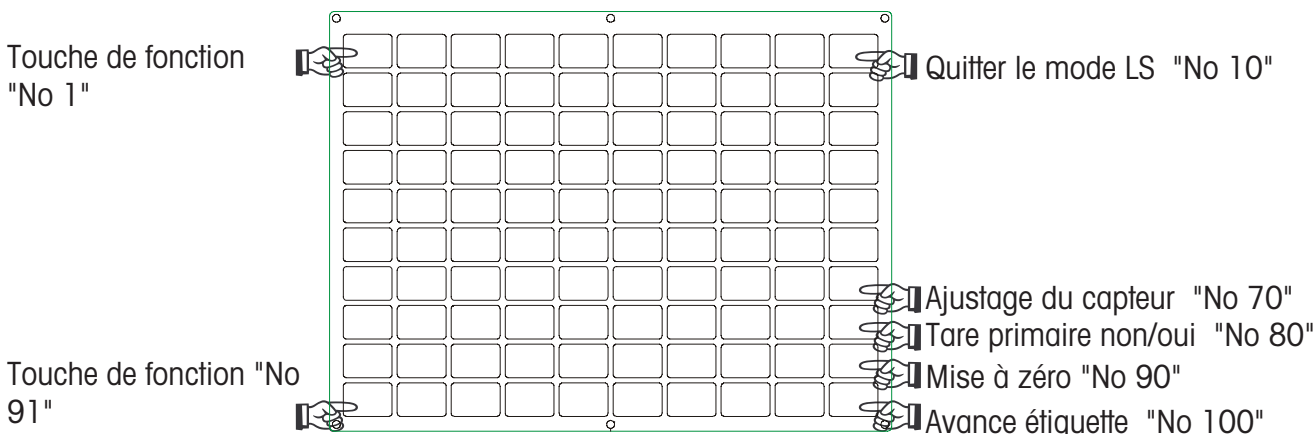 Touche de fonction
"No 1"
Quitter le mode LS "No 10"
Ajustage du capteur "No 70"
Tare primaire non/oui "No 80"
Touche de fonction "No
91"
Mise à zéro "No 90"
Avance étiquette "No 100"